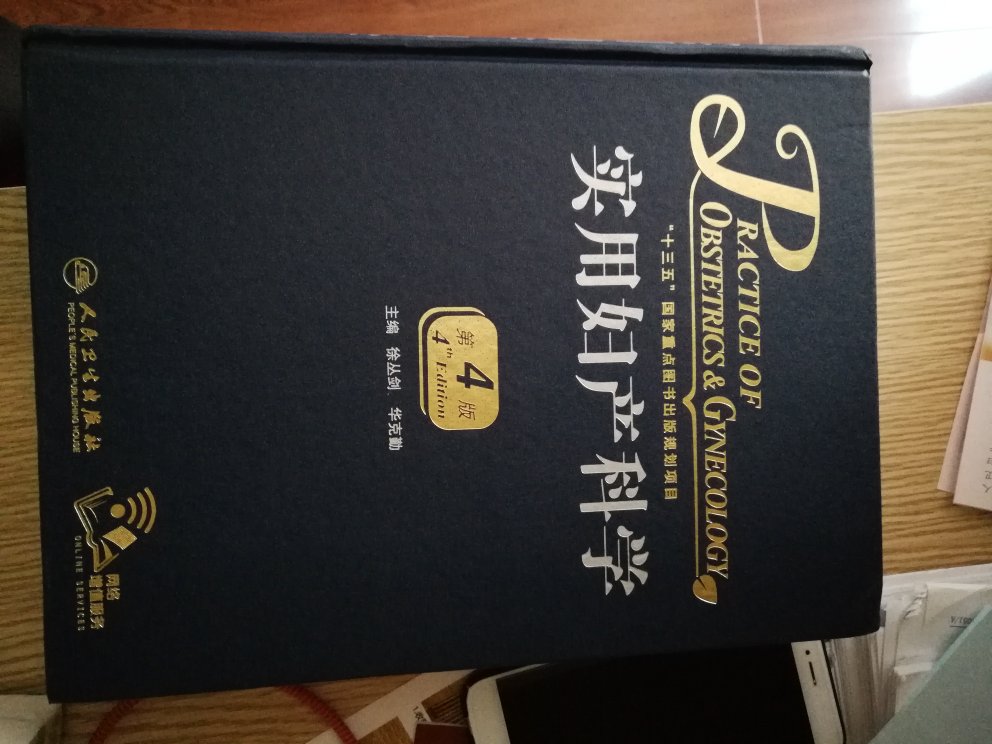 PRACTICE OF
OBSTETRICS & GYNECOLOGY
"十三五"国家重点图书出版规划项目
实用妇产科学
第4版
4th Edition
主编 徐丛剑 华克勤
人民卫生出版社
PEOPLE'S MEDICAL PUBLISHING HOUSE
网络
增值服务
ONLINE SERVICES